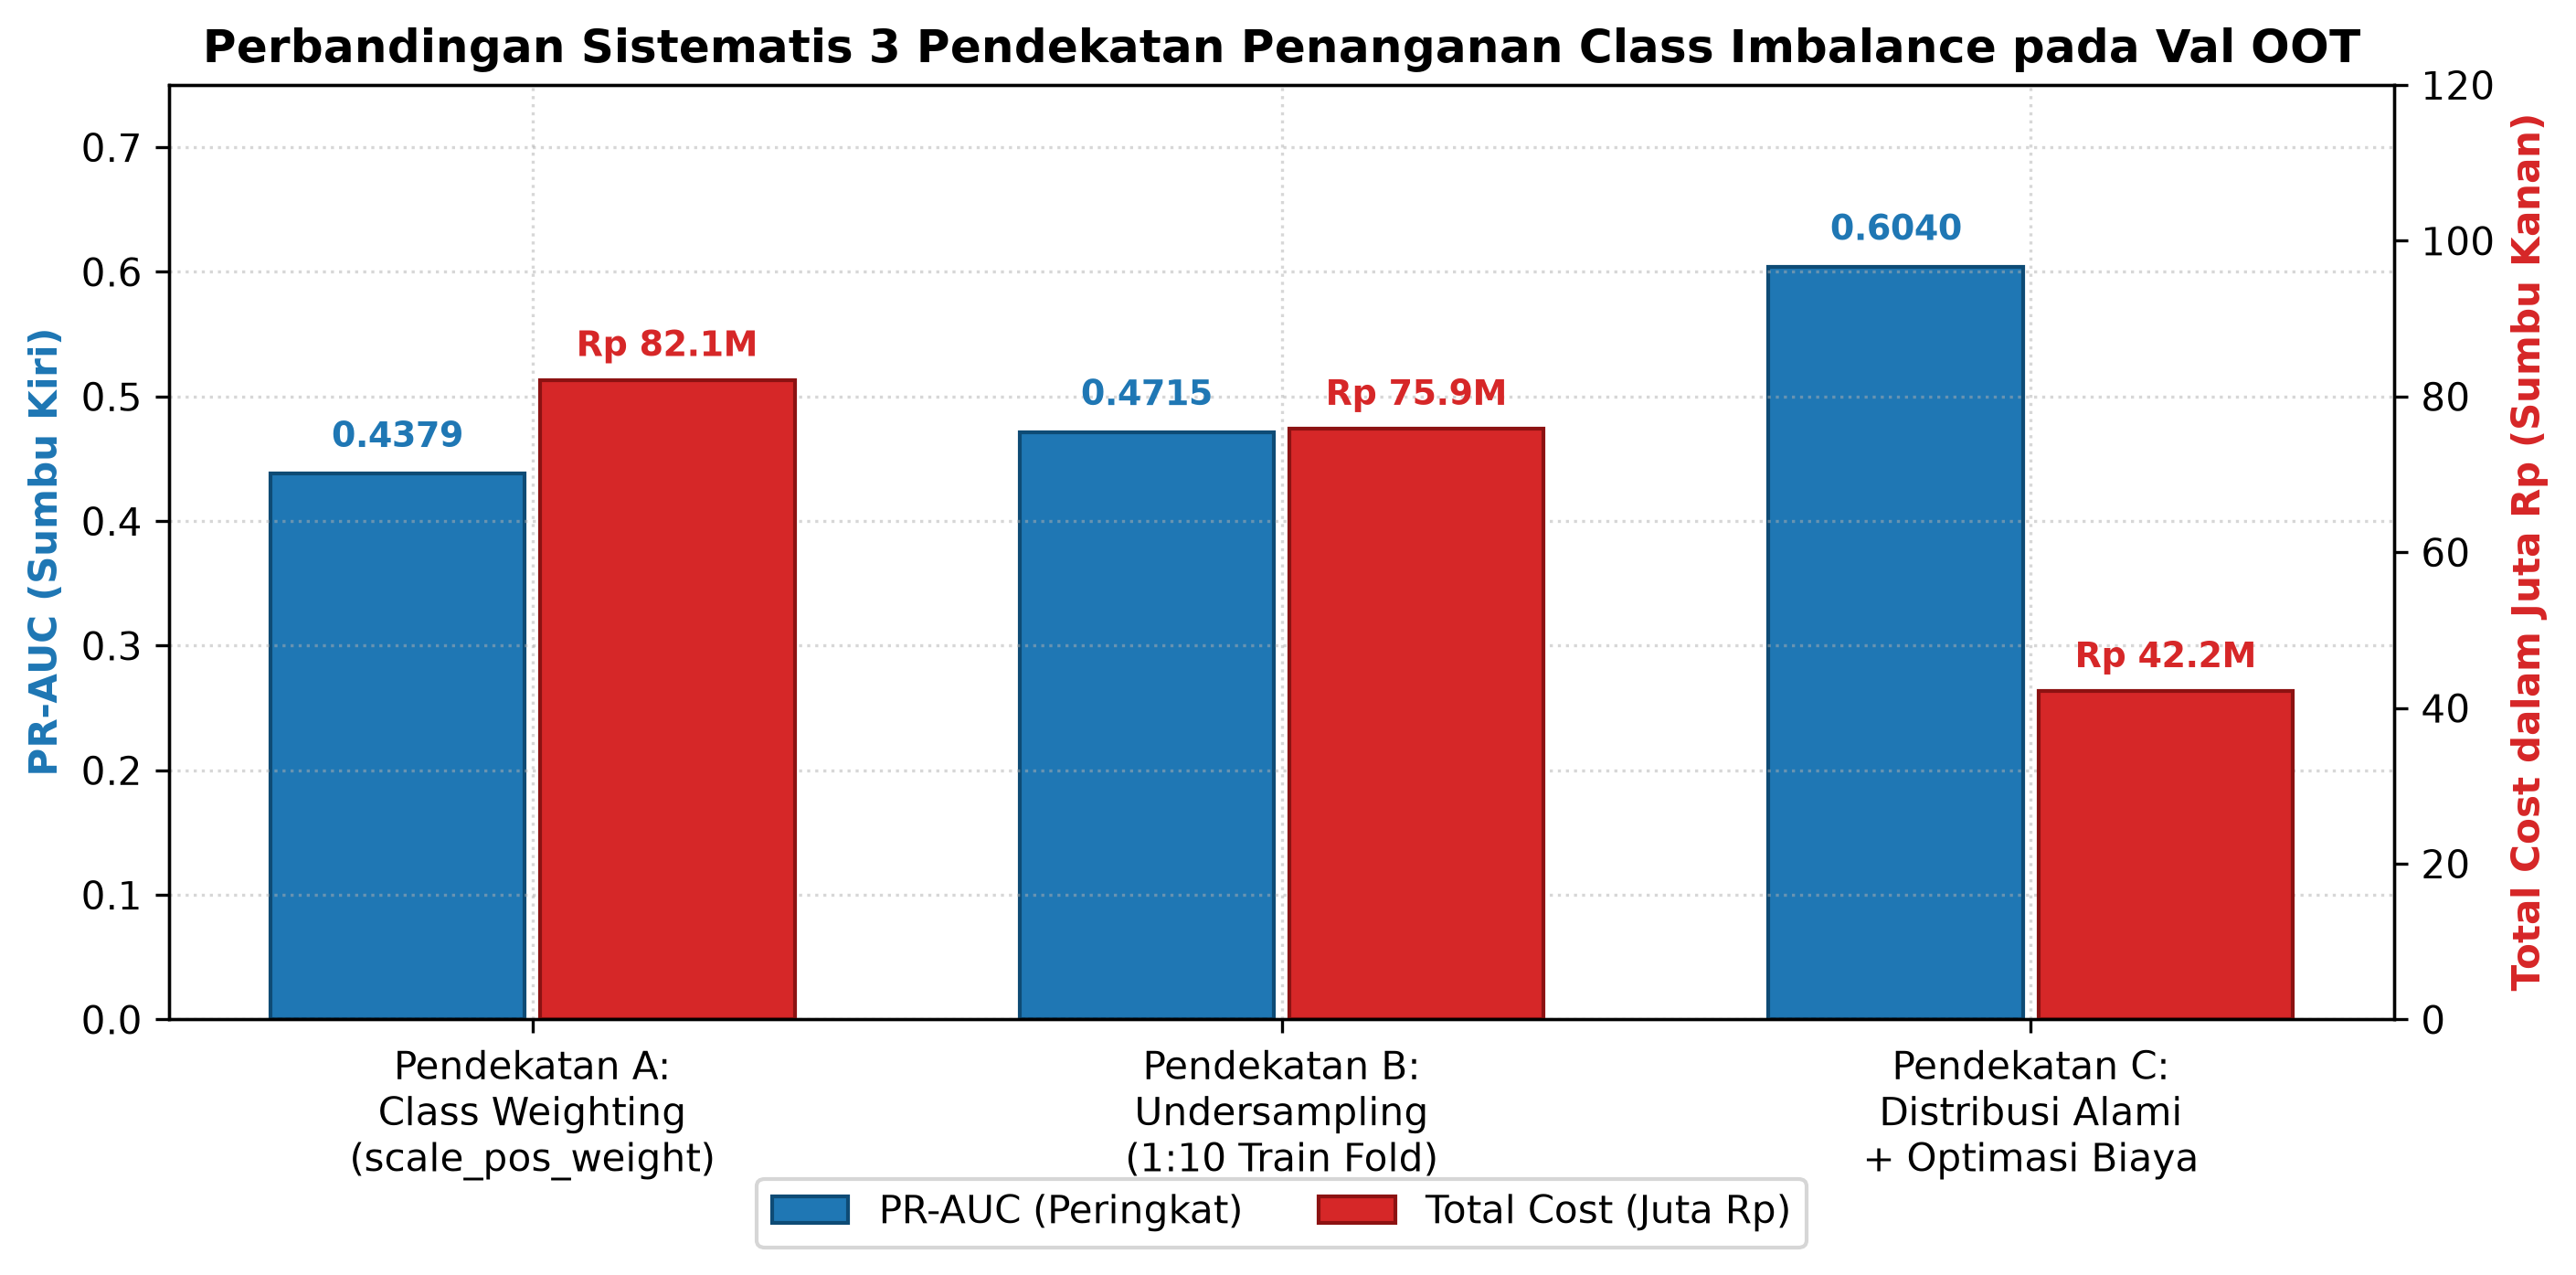 Perbandingan Sistematis 3 Pendekatan Penanganan Class Imbalance pada Val OOT
PR-AUC (Sumbu Kiri)
0.7
0.6
0.5
0.4
0.3
0.2
0.1
0.0
0.4379
Rp 82.1M
0.4715
Rp 75.9M
0.6040
Rp 42.2M
120
100
80
60
40
20
0
Total Cost dalam Juta Rp (Sumbu Kanan)
Pendekatan A:
Class Weighting
(scale_pos_weight)
Pendekatan B:
Undersampling
(1:10 Train Fold)
Pendekatan C:
Distribusi Alami
+ Optimasi Biaya
PR-AUC (Peringkat)
Total Cost (Juta Rp)